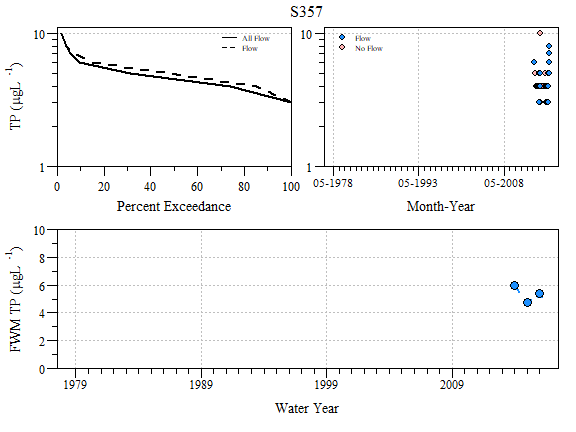 S357
TP (µgL -1)
10
1
All Flow
Flow
0 20 40 60 80 100
Percent Exceedance
10
1
Flow
No Flow
05-1978 05-1993 05-2008
Month-Year
FWM TP (µgL -1)
10
8
6
4
2
0
1979 1989 1999 2009
Water Year